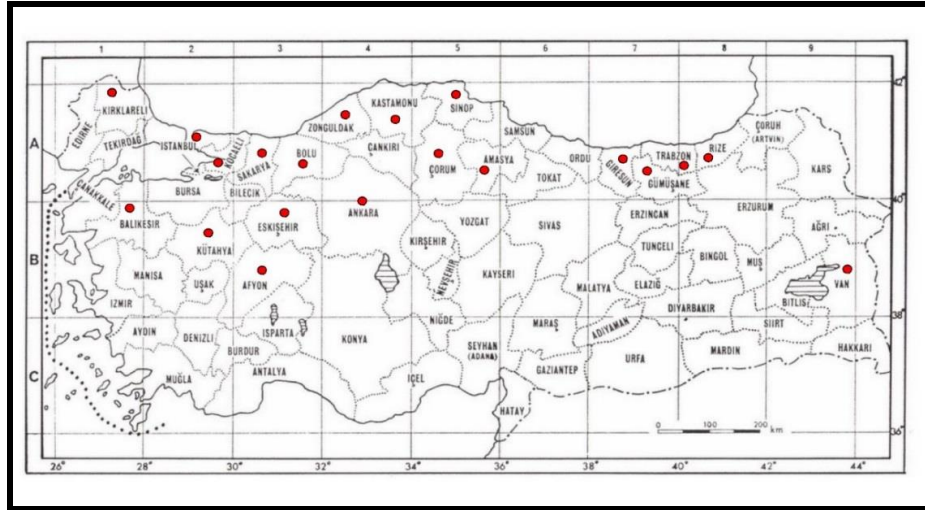 1 2 3 4 5 6 7 8 9
42°
KASTAMONU
SINOP
KIRKLARELİ
ZONGULDAK
EDİRNE
SAMSUN
ÇORUH
(ARTVİN)
TEKİRDAĞ
İSTANBUL
KOCAELİ
BOLU
ÇANKIRI
AMASYA
ORDU
TRABZON
RİZE
A
SAKARYA
ÇORUM
TOKAT
GİRESUN
KARS
ÇANAKKALE
BURSA
BİLECİK
GÜMÜŞANE
40°
ANKARA
ERZURUM
BALIKESİR
ESKİŞEHİR
YOZGAT
SIVAS
ERZİNCAN
AĞRI
KÜTAHYA
KIRŞEHİR
TUNÇELİ
BİNGÖL
MUŞ
B
MANİSA
UŞAK
AFYON
NEVŞEHİR
KAYSERİ
MALATYA
ELAZIĞ
VAN
İZMİR
BİTLİS
DİYARBAKIR
38°
AYDIN
DENİZLİ
ISPARTA
KONYA
NİĞDE
SEYHAN
(ADANA)
MARAŞ
ADIYAMAN
SİİRT
BURDUR
URFA
MARDİN
HAKKARİ
C
MUĞLA
ANTALYA
İÇEL
GAZİANTEP
HATAY
0 100 200
km
36°
26° 28° 30° 32° 34° 36° 38° 40° 42° 44°